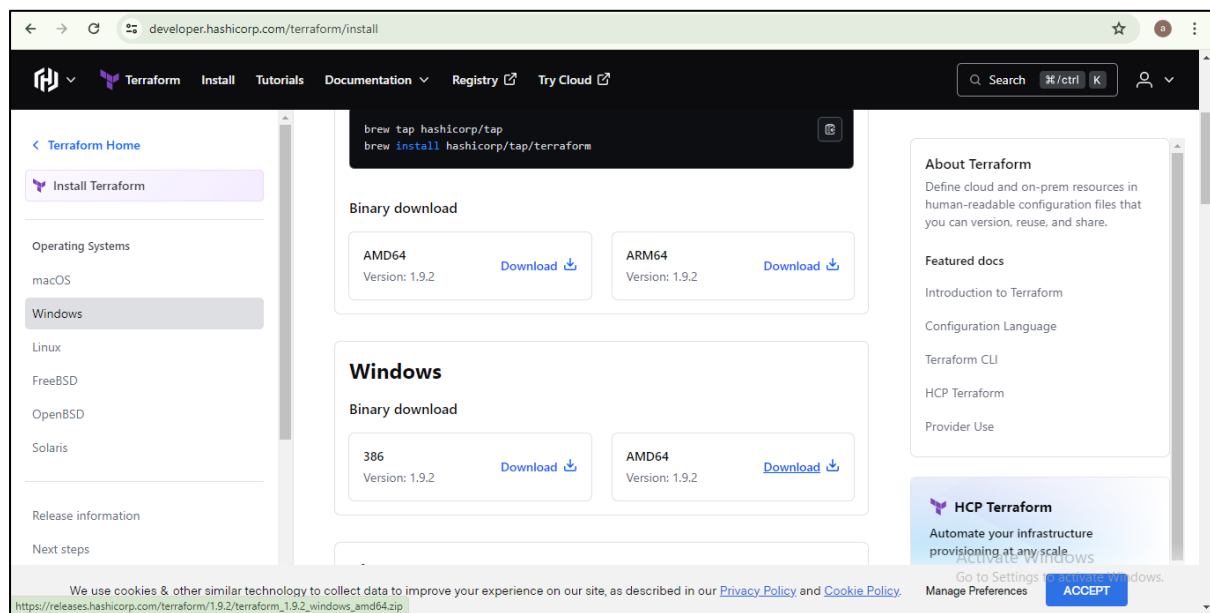 developer.hashicorp.com/terraform/install
a
Terraform Install Tutorials Documentation Registry Try Cloud Search ⌘/ctrl K
Terraform Home
Install Terraform
Operating Systems
macOS
Windows
Linux
FreeBSD
OpenBSD
Solaris
Release information
Next steps
brew tap hashicorp/tap
brew install hashicorp/tap/terraform
Binary download
AMD64
Version: 1.9.2
Download
ARM64
Version: 1.9.2
Download
Windows
Binary download
386
Version: 1.9.2
Download
AMD64
Version: 1.9.2
Download
About Terraform
Define cloud and on-prem resources in
human-readable configuration files that
you can version, reuse, and share.
Featured docs
Introduction to Terraform
Configuration Language
Terraform CLI
HCP Terraform
Provider Use
HCP Terraform
Automate your infrastructure
provisioning at any scale
Activate Windows
Go to Settings to activate Windows.
We use cookies & other similar technology to collect data to improve your experience on our site, as described in our Privacy Policy and Cookie Policy. Manage Preferences ACCEPT
https://releases.hashicorp.com/terraform/1.9.2/terraform_1.9.2_windows_amd64.zip